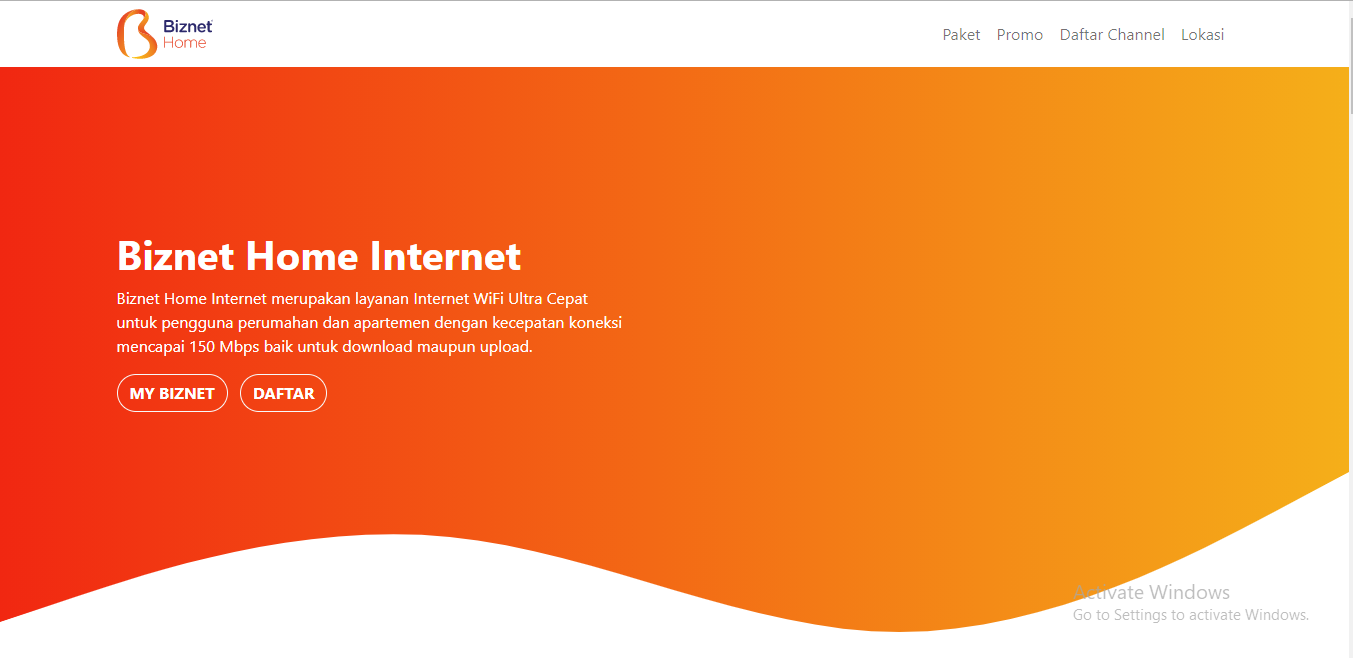 Biznet
Home
Paket Promo Daftar Channel Lokasi
Biznet Home Internet
Biznet Home Internet merupakan layanan Internet WiFi Ultra Cepat
untuk pengguna perumahan dan apartemen dengan kecepatan koneksi
mencapai 150 Mbps baik untuk download maupun upload.
MY BIZNET DAFTAR
Activate Windows
Go to Settings to activate Windows.